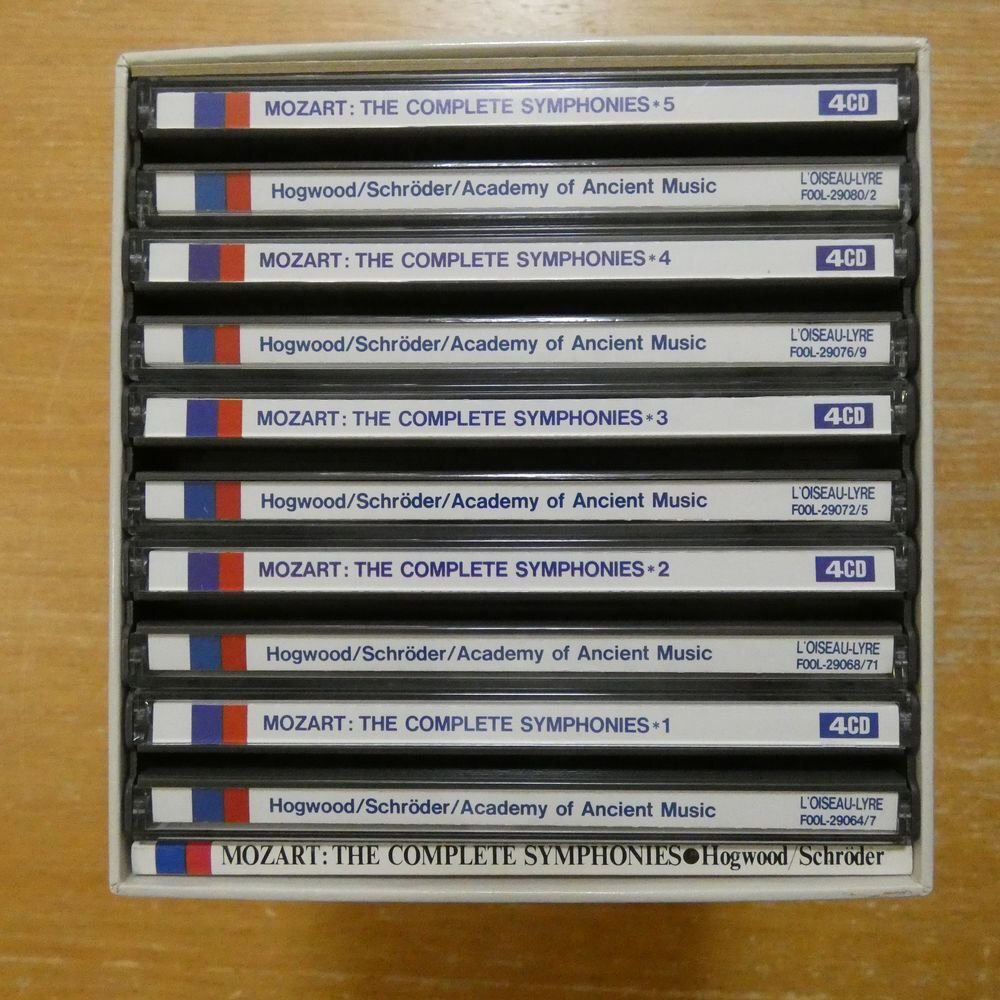 MOZART: THE COMPLETE SYMPHONIES*5 4CD
Hogwood/Schröder/Academy of Ancient Music L'OISEAU-LYRE
F00L-29080/2
MOZART: THE COMPLETE SYMPHONIES*4 4CD
Hogwood/Schröder/Academy of Ancient Music L'OISEAU-LYRE
F00L-29076/9
MOZART: THE COMPLETE SYMPHONIES*3 4CD
Hogwood/Schröder/Academy of Ancient Music L'OISEAU-LYRE
F00L-29072/5
MOZART: THE COMPLETE SYMPHONIES*2 4CD
Hogwood/Schröder/Academy of Ancient Music L'OISEAU-LYRE
F00L-29068/71
MOZART: THE COMPLETE SYMPHONIES*1 4CD
Hogwood/Schröder/Academy of Ancient Music L'OISEAU-LYRE
F00L-29064/7
MOZART: THE COMPLETE SYMPHONIES●Hogwood/Schröder